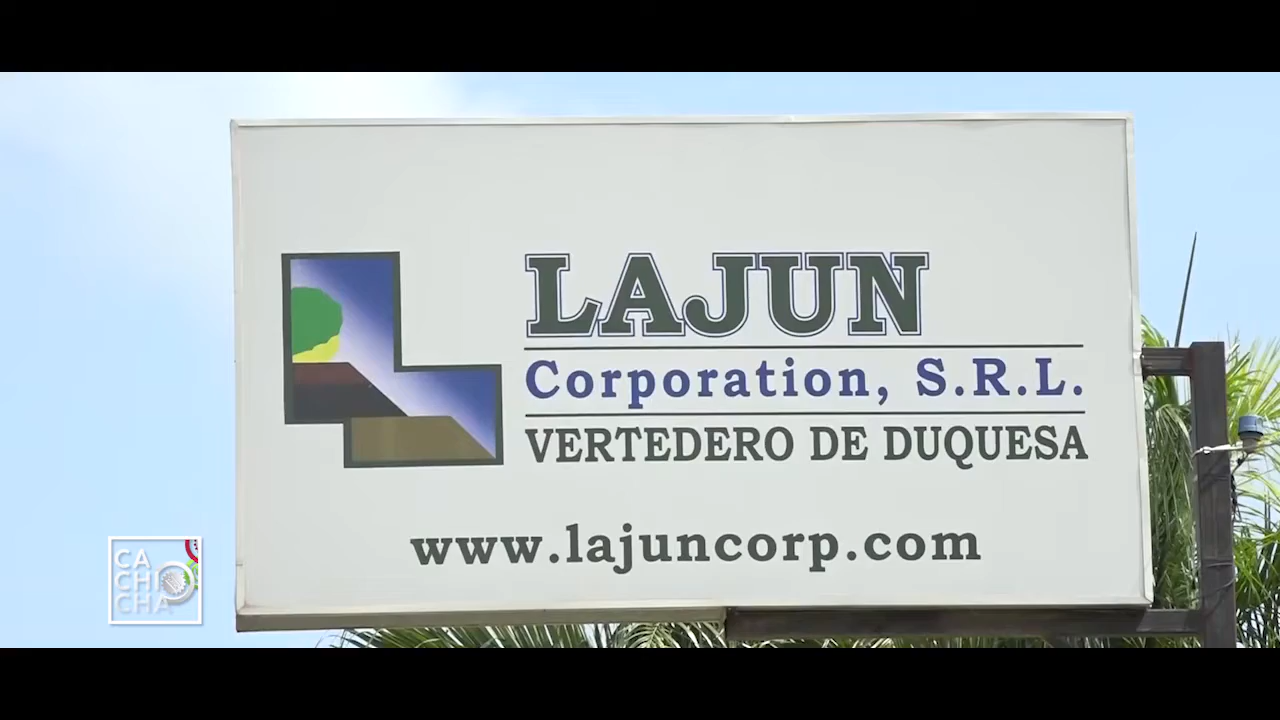 LAJUN
Corporation, S.R.L.
VERTEDERO DE DUQUESA
www.lajuncorp.com
CA
CHI
CHA